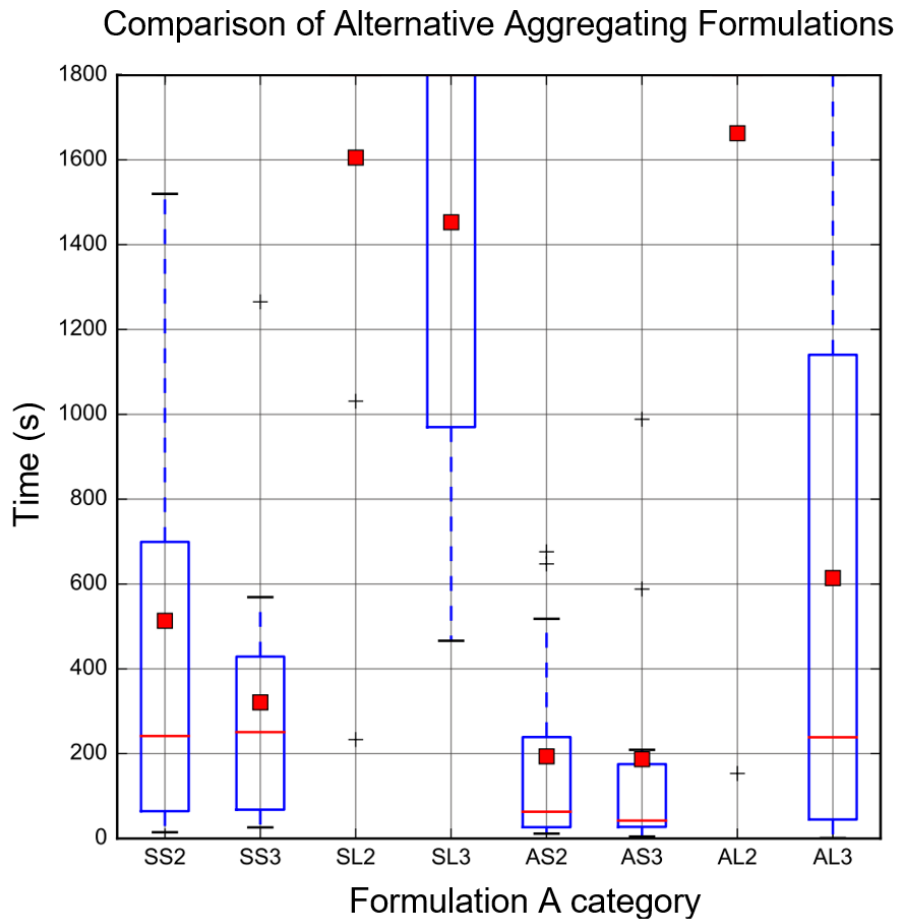 Comparison of Alternative Aggregating Formulations
1800
1600
1400
1200
1000
800
600
400
200
0
Time (s)
SS2 SS3 SL2 SL3 AS2 AS3 AL2 AL3
Formulation A category